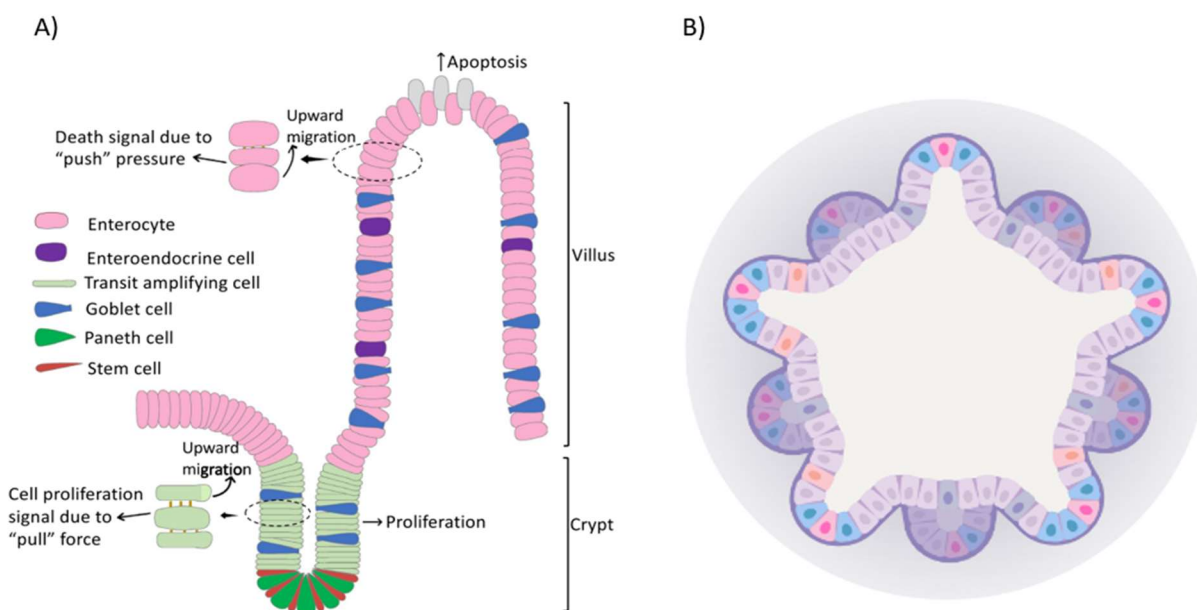 A)
B)
↑Apoptosis
Death signal due to
"push" pressure
Upward
migration
Enterocyte
Enteroendocrine cell
Transit amplifying cell
Goblet cell
Paneth cell
Stem cell
Villus
Upward
migration
Cell proliferation
signal due to
"pull" force
Proliferation
Crypt